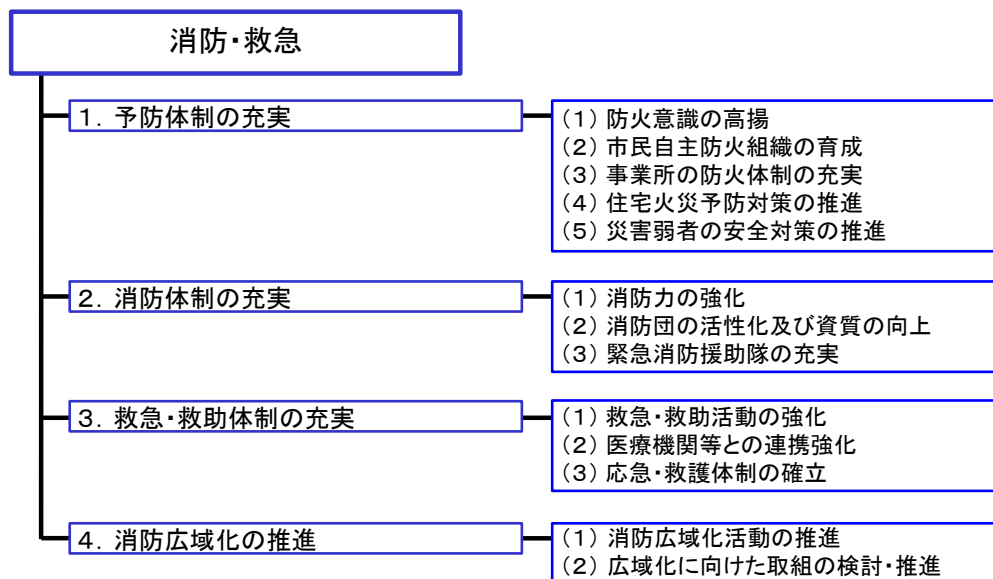 消防・救急
1．予防体制の充実
（1）防火意識の高揚
（2）市民自主防火組織の育成
（3）事業所の防火体制の充実
（4）住宅火災予防対策の推進
（5）災害弱者の安全対策の推進
2．消防体制の充実
（1）消防力の強化
（2）消防団の活性化及び資質の向上
（3）緊急消防援助隊の充実
3．救急・救助体制の充実
（1）救急・救助活動の強化
（2）医療機関等との連携強化
（3）応急・救護体制の確立
4．消防広域化の推進
（1）消防広域化活動の推進
（2）広域化に向けた取組の検討・推進